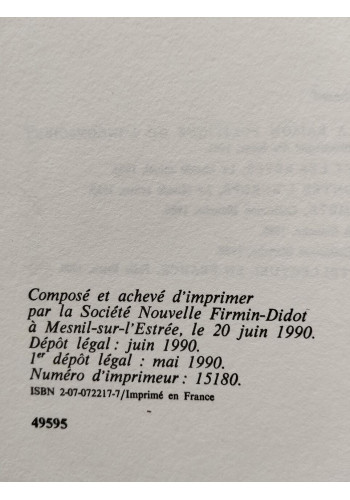 Composé et achevé d'imprimer
par la Société Nouvelle Firmin-Didot
à Mesnil-sur-l'Estrée, le 20 juin 1990.
Dépôt légal : juin 1990.
1er dépôt légal : mai 1990.
Numéro d'imprimeur : 15180.
ISBN 2-07-072217-7/Imprimé en France
49595